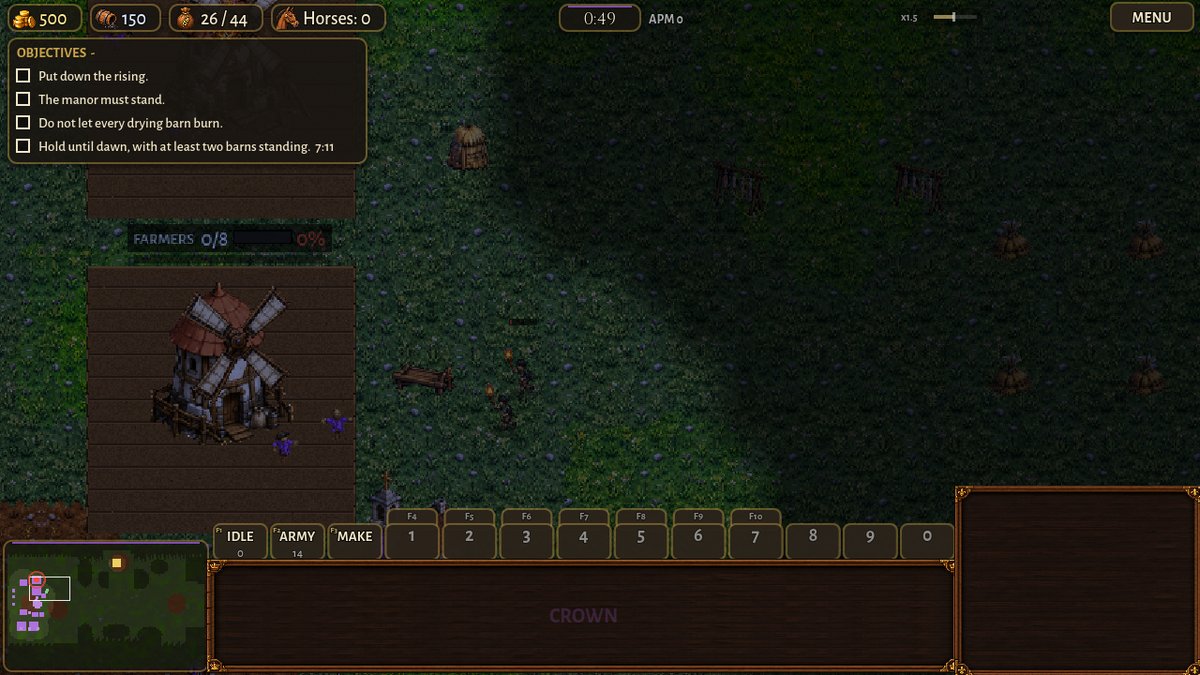 500 150 26 / 44 Horses: 0 0:49 APM 0 x1.5 MENU
OBJECTIVES -
Put down the rising.
The manor must stand.
Do not let every drying barn burn.
Hold until dawn, with at least two barns standing. 7:11
FARMERS 0/8 0%
F4 F5 F6 F7 F8 F9 F10
F1 IDLE F2 ARMY F3 MAKE 1 2 3 4 5 6 7 8 9 0
0 14
CROWN